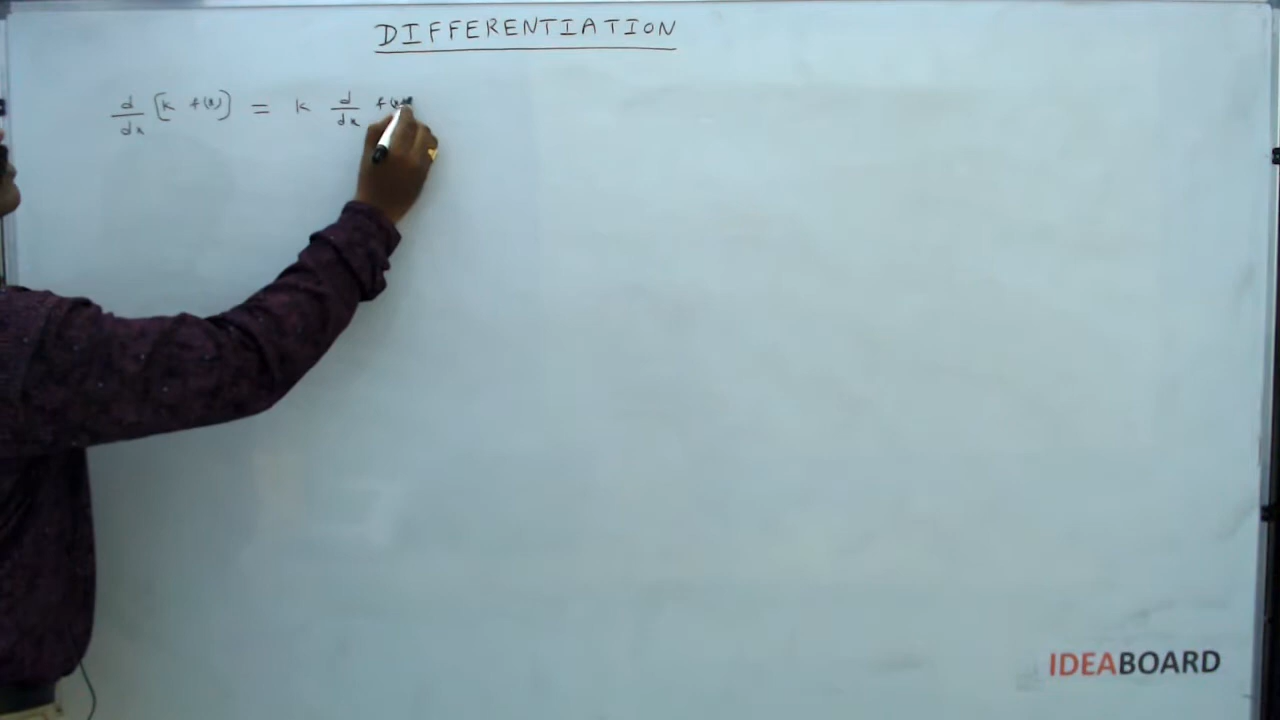 DIFFERENTIATION
d/dx [k f(x)] = k d/dx f(x)
IDEABOARD